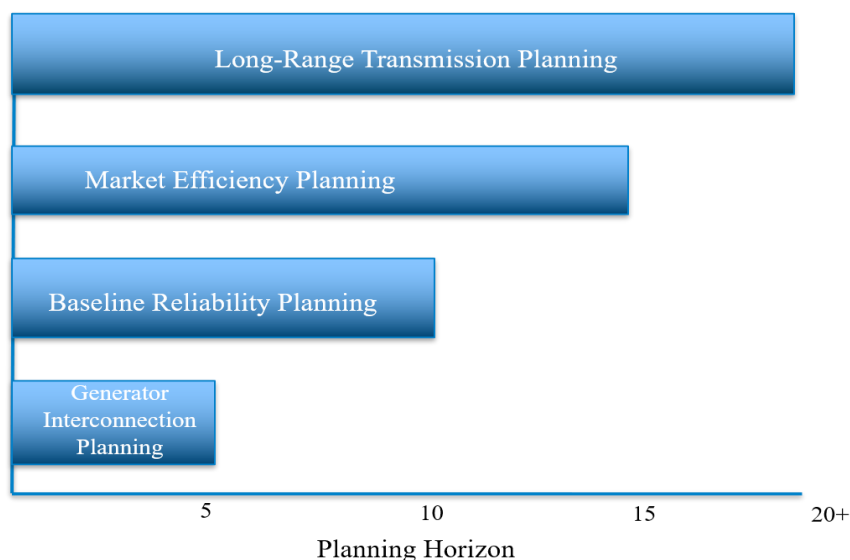 Long-Range Transmission Planning
Market Efficiency Planning
Baseline Reliability Planning
Generator
Interconnection
Planning
5 10 15 20+
Planning Horizon